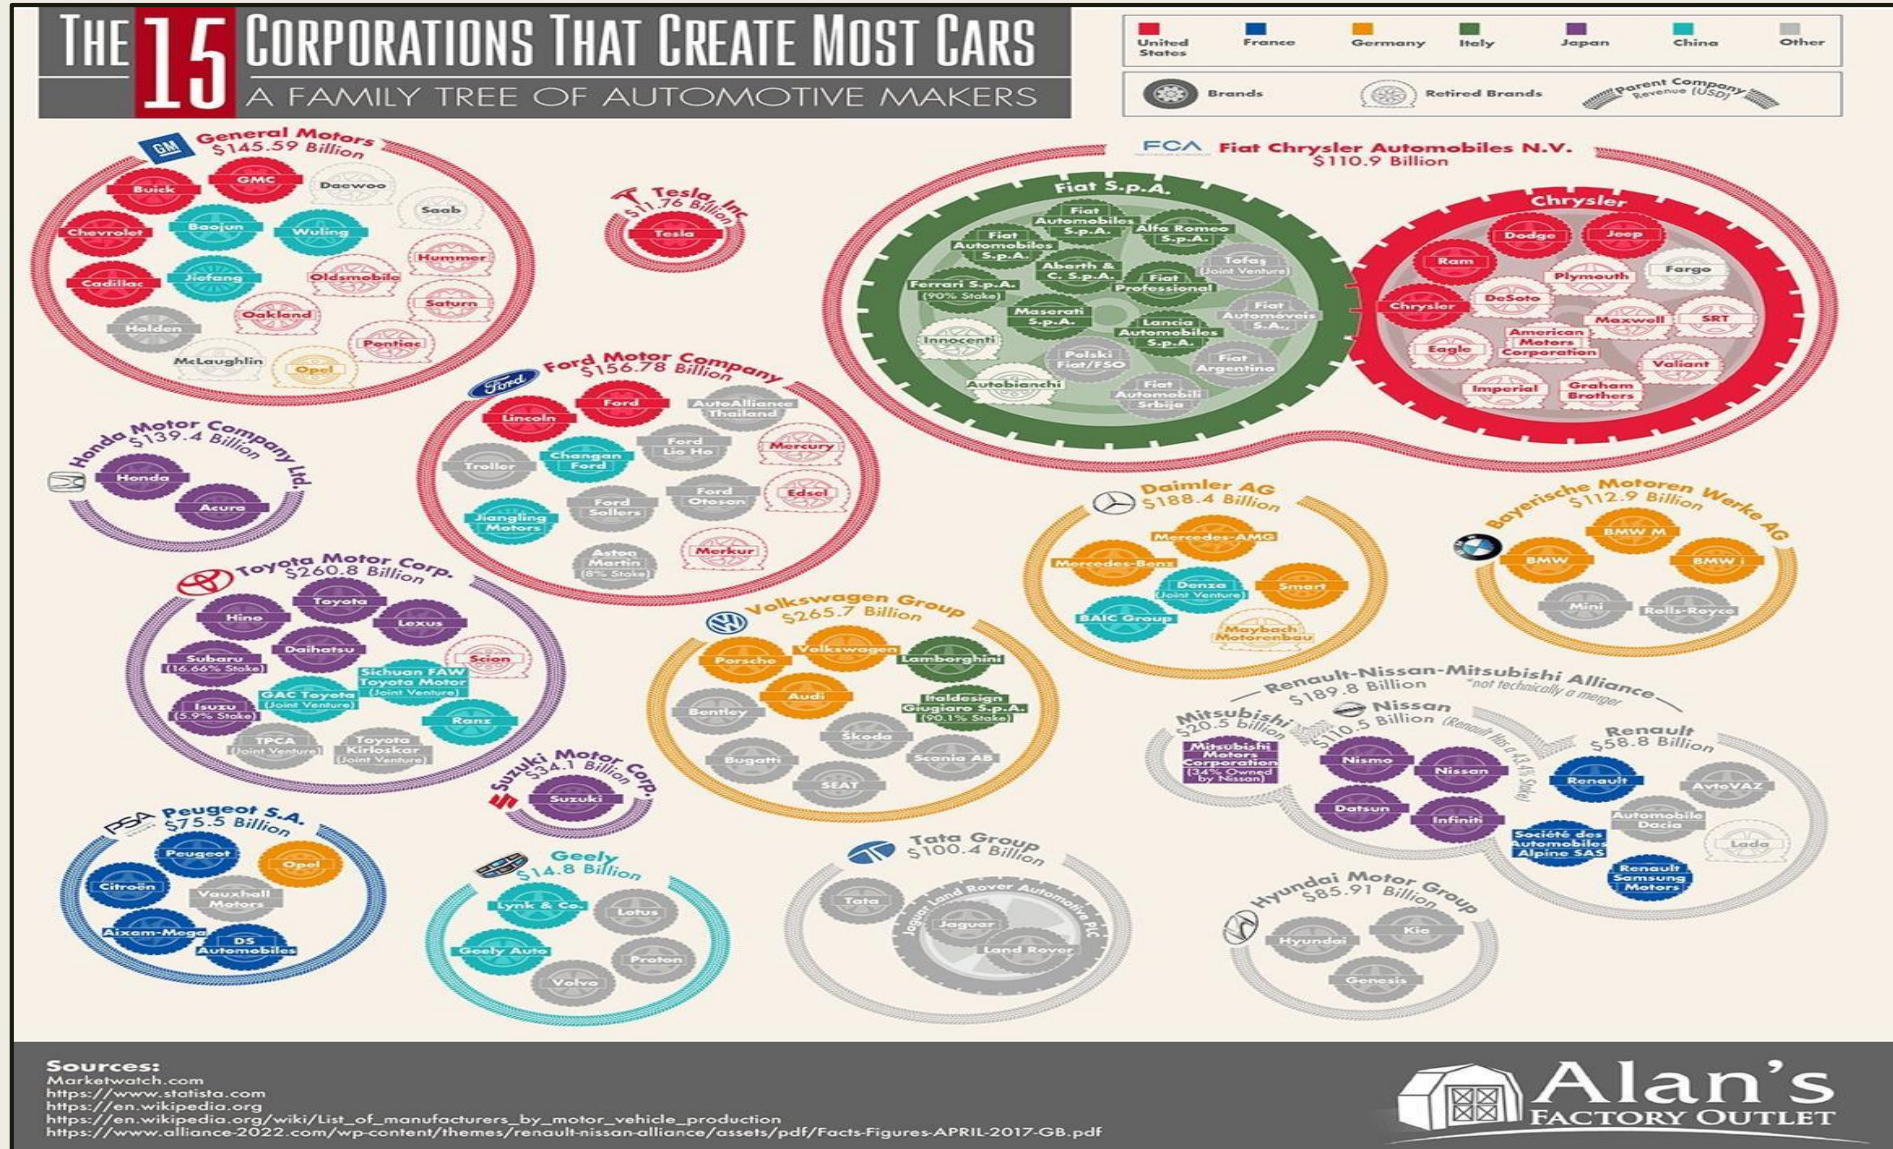 THE 15 CORPORATIONS THAT CREATE MOST CARS
A FAMILY TREE OF AUTOMOTIVE MAKERS
United
States
France
Germany
Italy
Japan
China
Other
Brands
Retired Brands
Parent Company
Revenue (USD)
GM
General Motors
$145.59 Billion
Buick
GMC
Daewoo
Saab
Chevrolet
Baojun
Wuling
Hummer
Cadillac
Jiefang
Oldsmobile
Saturn
Holden
Oakland
Pontiac
McLaughlin
Opel
Tesla, Inc
$11.76 Billion
Tesla
FCA
Fiat Chrysler Automobiles N.V.
$110.9 Billion
Fiat S.p.A.
Fiat
Automobiles
S.p.A.
Alfa Romeo
S.p.A.
Fiat
Automobiles
S.p.A.
Tofaş
(Joint Venture)
Abarth &
C. S.p.A.
Fiat
Professional
Ferrari S.p.A.
(90% Stake)
Maserati
S.p.A.
Fiat
Automóveis
S.A.,
Lancia
Automobiles
S.p.A.
Innocenti
Polski
Fiat/FSO
Fiat
Argentina
Autobianchi
Fiat
Automobili
Srbija
Chrysler
Dodge
Jeep
Ram
Plymouth
Fargo
Chrysler
DeSoto
Maxwell
SRT
American
Motors
Corporation
Eagle
Valiant
Imperial
Graham
Brothers
Ford
Ford Motor Company
$156.78 Billion
Lincoln
Ford
AutoAlliance
Thailand
Troller
Changan
Ford
Ford
Lio Ho
Mercury
Jiangling
Motors
Ford
Sollers
Ford
Otosan
Edsel
Aston
Martin
(8% Stake)
Merkur
Honda Motor Company Ltd.
$139.4 Billion
Honda
Acura
Daimler AG
$188.4 Billion
Mercedes-AMG
Mercedes-Benz
Denza
(Joint Venture)
Smart
BAIC Group
Maybach
Motorenbau
Bayerische Motoren Werke AG
$112.9 Billion
BMW M
BMW
BMW i
Mini
Rolls-Royce
Toyota Motor Corp.
$260.8 Billion
Hino
Toyota
Lexus
Daihatsu
Subaru
(16.66% Stake)
Scion
Sichuan FAW
Toyota Motor
(Joint Venture)
GAC Toyota
(Joint Venture)
Isuzu
(5.9% Stake)
Ranz
TPCA
(Joint Venture)
Toyota
Kirloskar
(Joint Venture)
Volkswagen Group
$265.7 Billion
Porsche
Volkswagen
Lamborghini
Audi
Bentley
Italdesign
Giugiaro S.p.A.
(90.1% Stake)
Škoda
Bugatti
Scania AB
SEAT
Renault-Nissan-Mitsubishi Alliance
$189.8 Billion
*not technically a merger
Mitsubishi
$20.5 billion
Mitsubishi
Motors
Corporation
(34% Owned
by Nissan)
Nissan
$110.5 Billion (Renault Has a 43.4% Stake)
Nismo
Nissan
Datsun
Infiniti
Renault
$58.8 Billion
Renault
AvtoVAZ
Automobile
Dacia
Société des
Automobiles
Alpine SAS
Lada
Renault
Samsung
Motors
Suzuki Motor Corp.
$34.1 Billion
Suzuki
PSA
Peugeot S.A.
$75.5 Billion
Peugeot
Opel
Citroën
Vauxhall
Motors
Aixam-Mega
DS
Automobiles
Geely
$14.8 Billion
Lynk & Co.
Lotus
Geely Auto
Proton
Volvo
Tata Group
$100.4 Billion
Tata
Jaguar Land Rover Automotive PLC
Jaguar
Land Rover
Hyundai Motor Group
$85.91 Billion
Hyundai
Kia
Genesis
Sources:
Marketwatch.com
https://www.statista.com
https://en.wikipedia.org
https://en.wikipedia.org/wiki/List_of_manufacturers_by_motor_vehicle_production
https://www.alliance-2022.com/wp-content/themes/renault-nissan-alliance/assets/pdf/Facts-Figures-APRIL-2017-GB.pdf
Alan's
FACTORY OUTLET